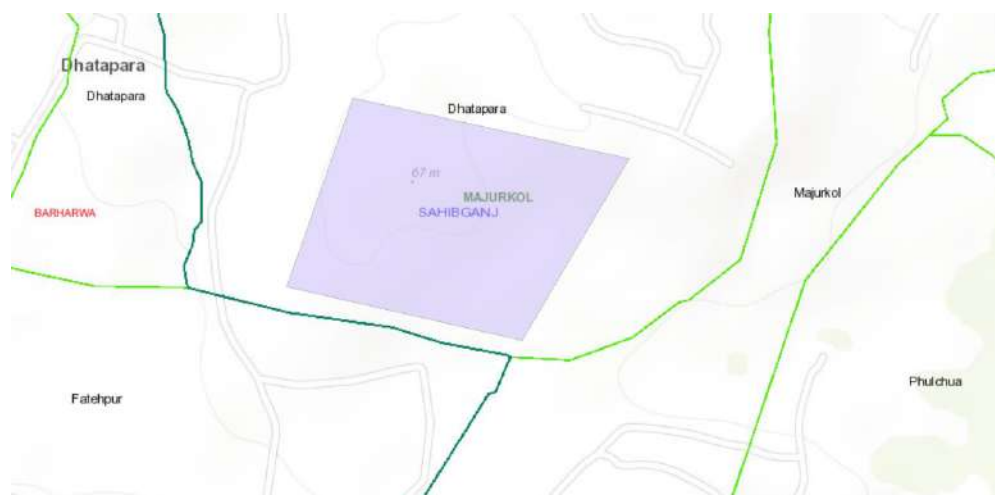 Dhatapara
Dhatapara
Dhatapara
67 m
MAJURKOL
Majurkol
BARHARWA
SAHIBGANJ
Fatehpur
Phulchua